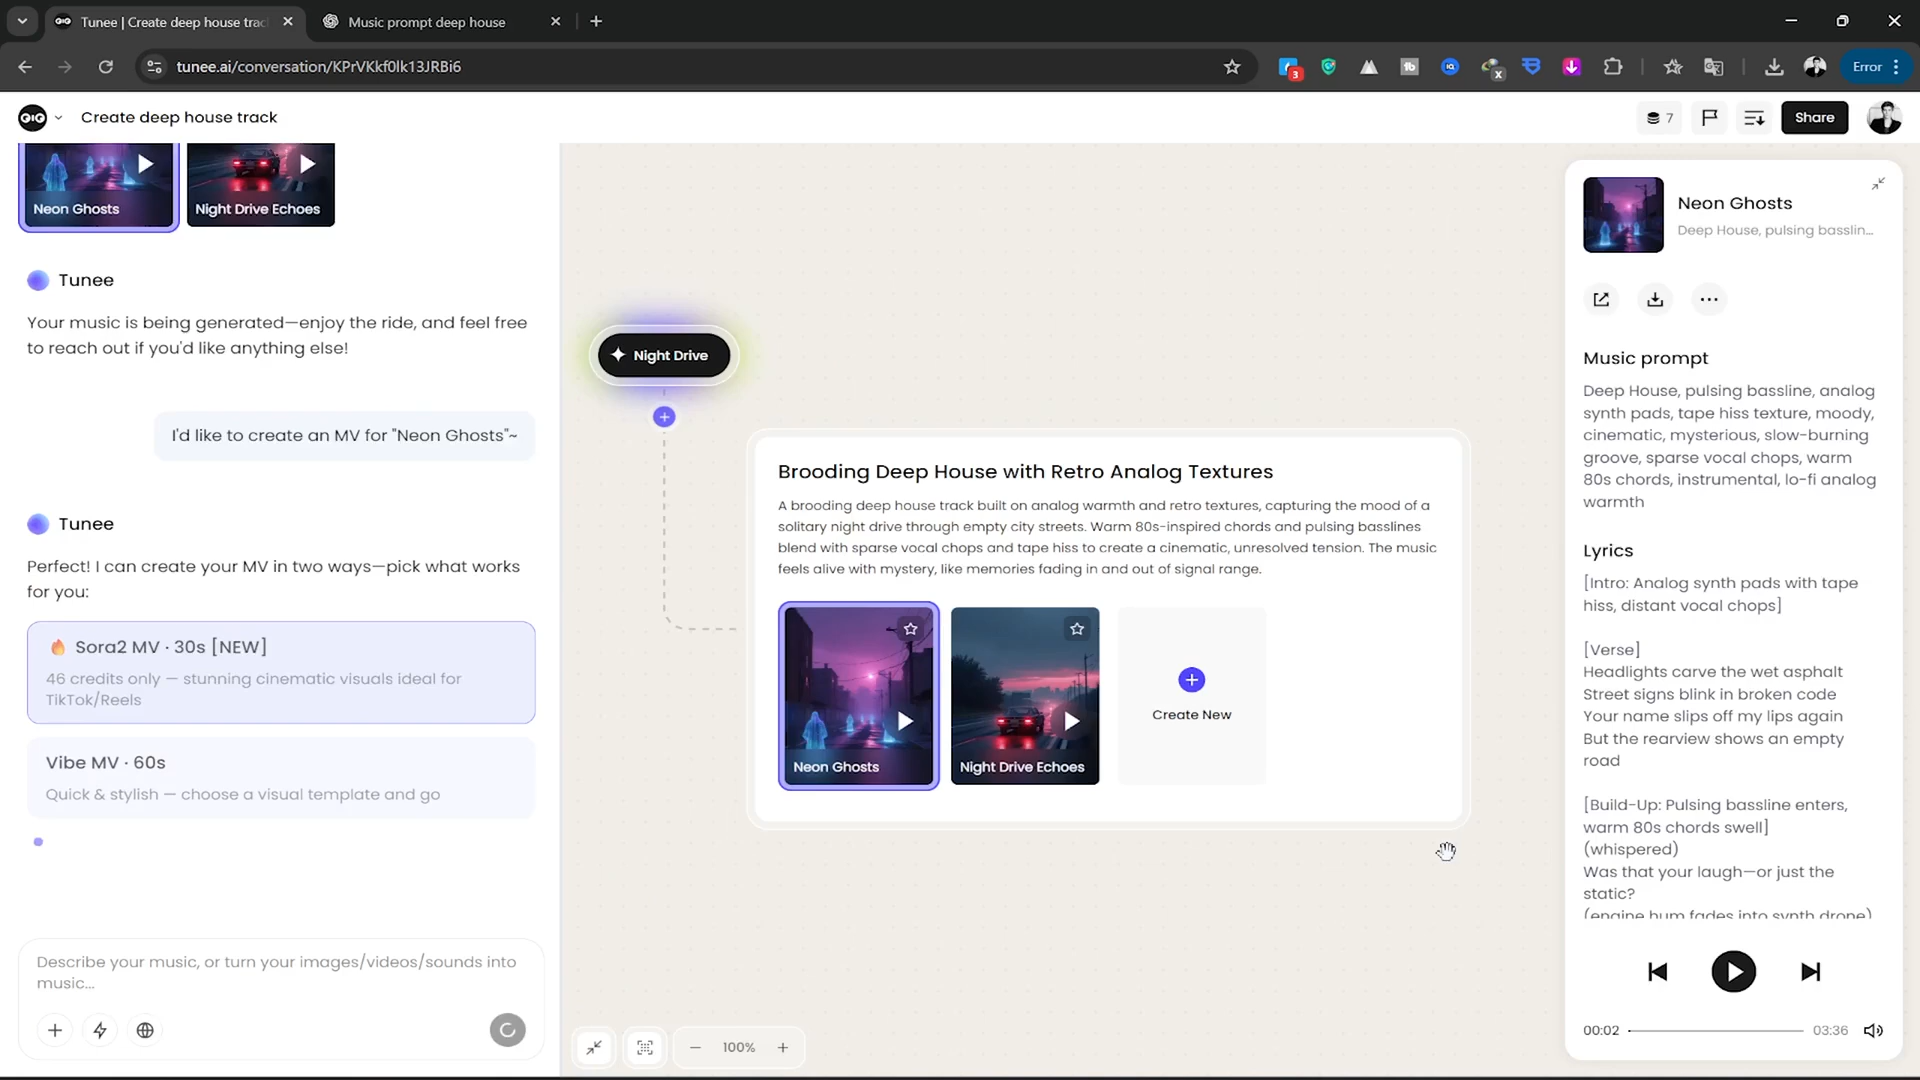 Tunee | Create deep house trac
Music prompt deep house
tunee.ai/conversation/KPrVKkf0lk13JRBi6
3
tb
IQ
x
Error
GIG
Create deep house track
7
Share
Neon Ghosts
Night Drive Echoes
Tunee
Your music is being generated—enjoy the ride, and feel free
to reach out if you'd like anything else!
I'd like to create an MV for "Neon Ghosts"~
Tunee
Perfect! I can create your MV in two ways—pick what works
for you:
Sora2 MV · 30s [NEW]
46 credits only — stunning cinematic visuals ideal for
TikTok/Reels
Vibe MV · 60s
Quick & stylish — choose a visual template and go
Describe your music, or turn your images/videos/sounds into
music...
Night Drive
Brooding Deep House with Retro Analog Textures
A brooding deep house track built on analog warmth and retro textures, capturing the mood of a
solitary night drive through empty city streets. Warm 80s-inspired chords and pulsing basslines
blend with sparse vocal chops and tape hiss to create a cinematic, unresolved tension. The music
feels alive with mystery, like memories fading in and out of signal range.
Neon Ghosts
Night Drive Echoes
Create New
100%
Neon Ghosts
Deep House, pulsing basslin...
Music prompt
Deep House, pulsing bassline, analog
synth pads, tape hiss texture, moody,
cinematic, mysterious, slow-burning
groove, sparse vocal chops, warm
80s chords, instrumental, lo-fi analog
warmth
Lyrics
[Intro: Analog synth pads with tape
hiss, distant vocal chops]
[Verse]
Headlights carve the wet asphalt
Street signs blink in broken code
Your name slips off my lips again
But the rearview shows an empty
road
[Build-Up: Pulsing bassline enters,
warm 80s chords swell]
(whispered)
Was that your laugh—or just the
static?
(engine hum fades into synth drone)
00:02
03:36